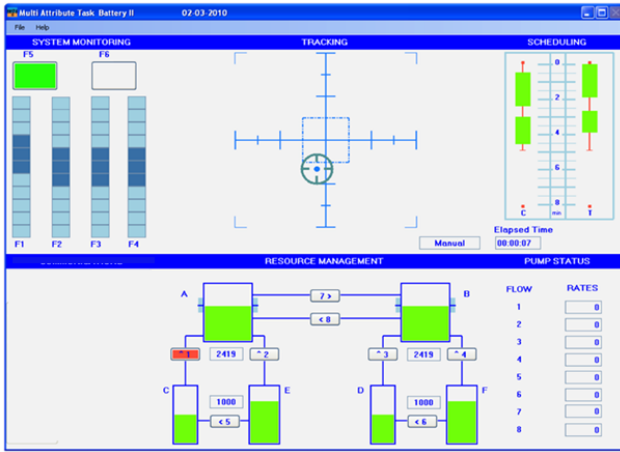 Multi Attribute Task Battery II 02-03-2010
File Help
SYSTEM MONITORING TRACKING SCHEDULING
F5 F6
0
2
4
6
8
C min T
F1 F2 F3 F4
Elapsed Time
Manual 00:00:07
RESOURCE MANAGEMENT PUMP STATUS
A 7 > B
< 8
FLOW RATES
1 0
2 0
3 0
4 0
5 0
6 0
7 0
8 0
^ 1 2419 ^ 2 ^ 3 2419 ^ 4
C E D F
1000 1000
< 5 < 6